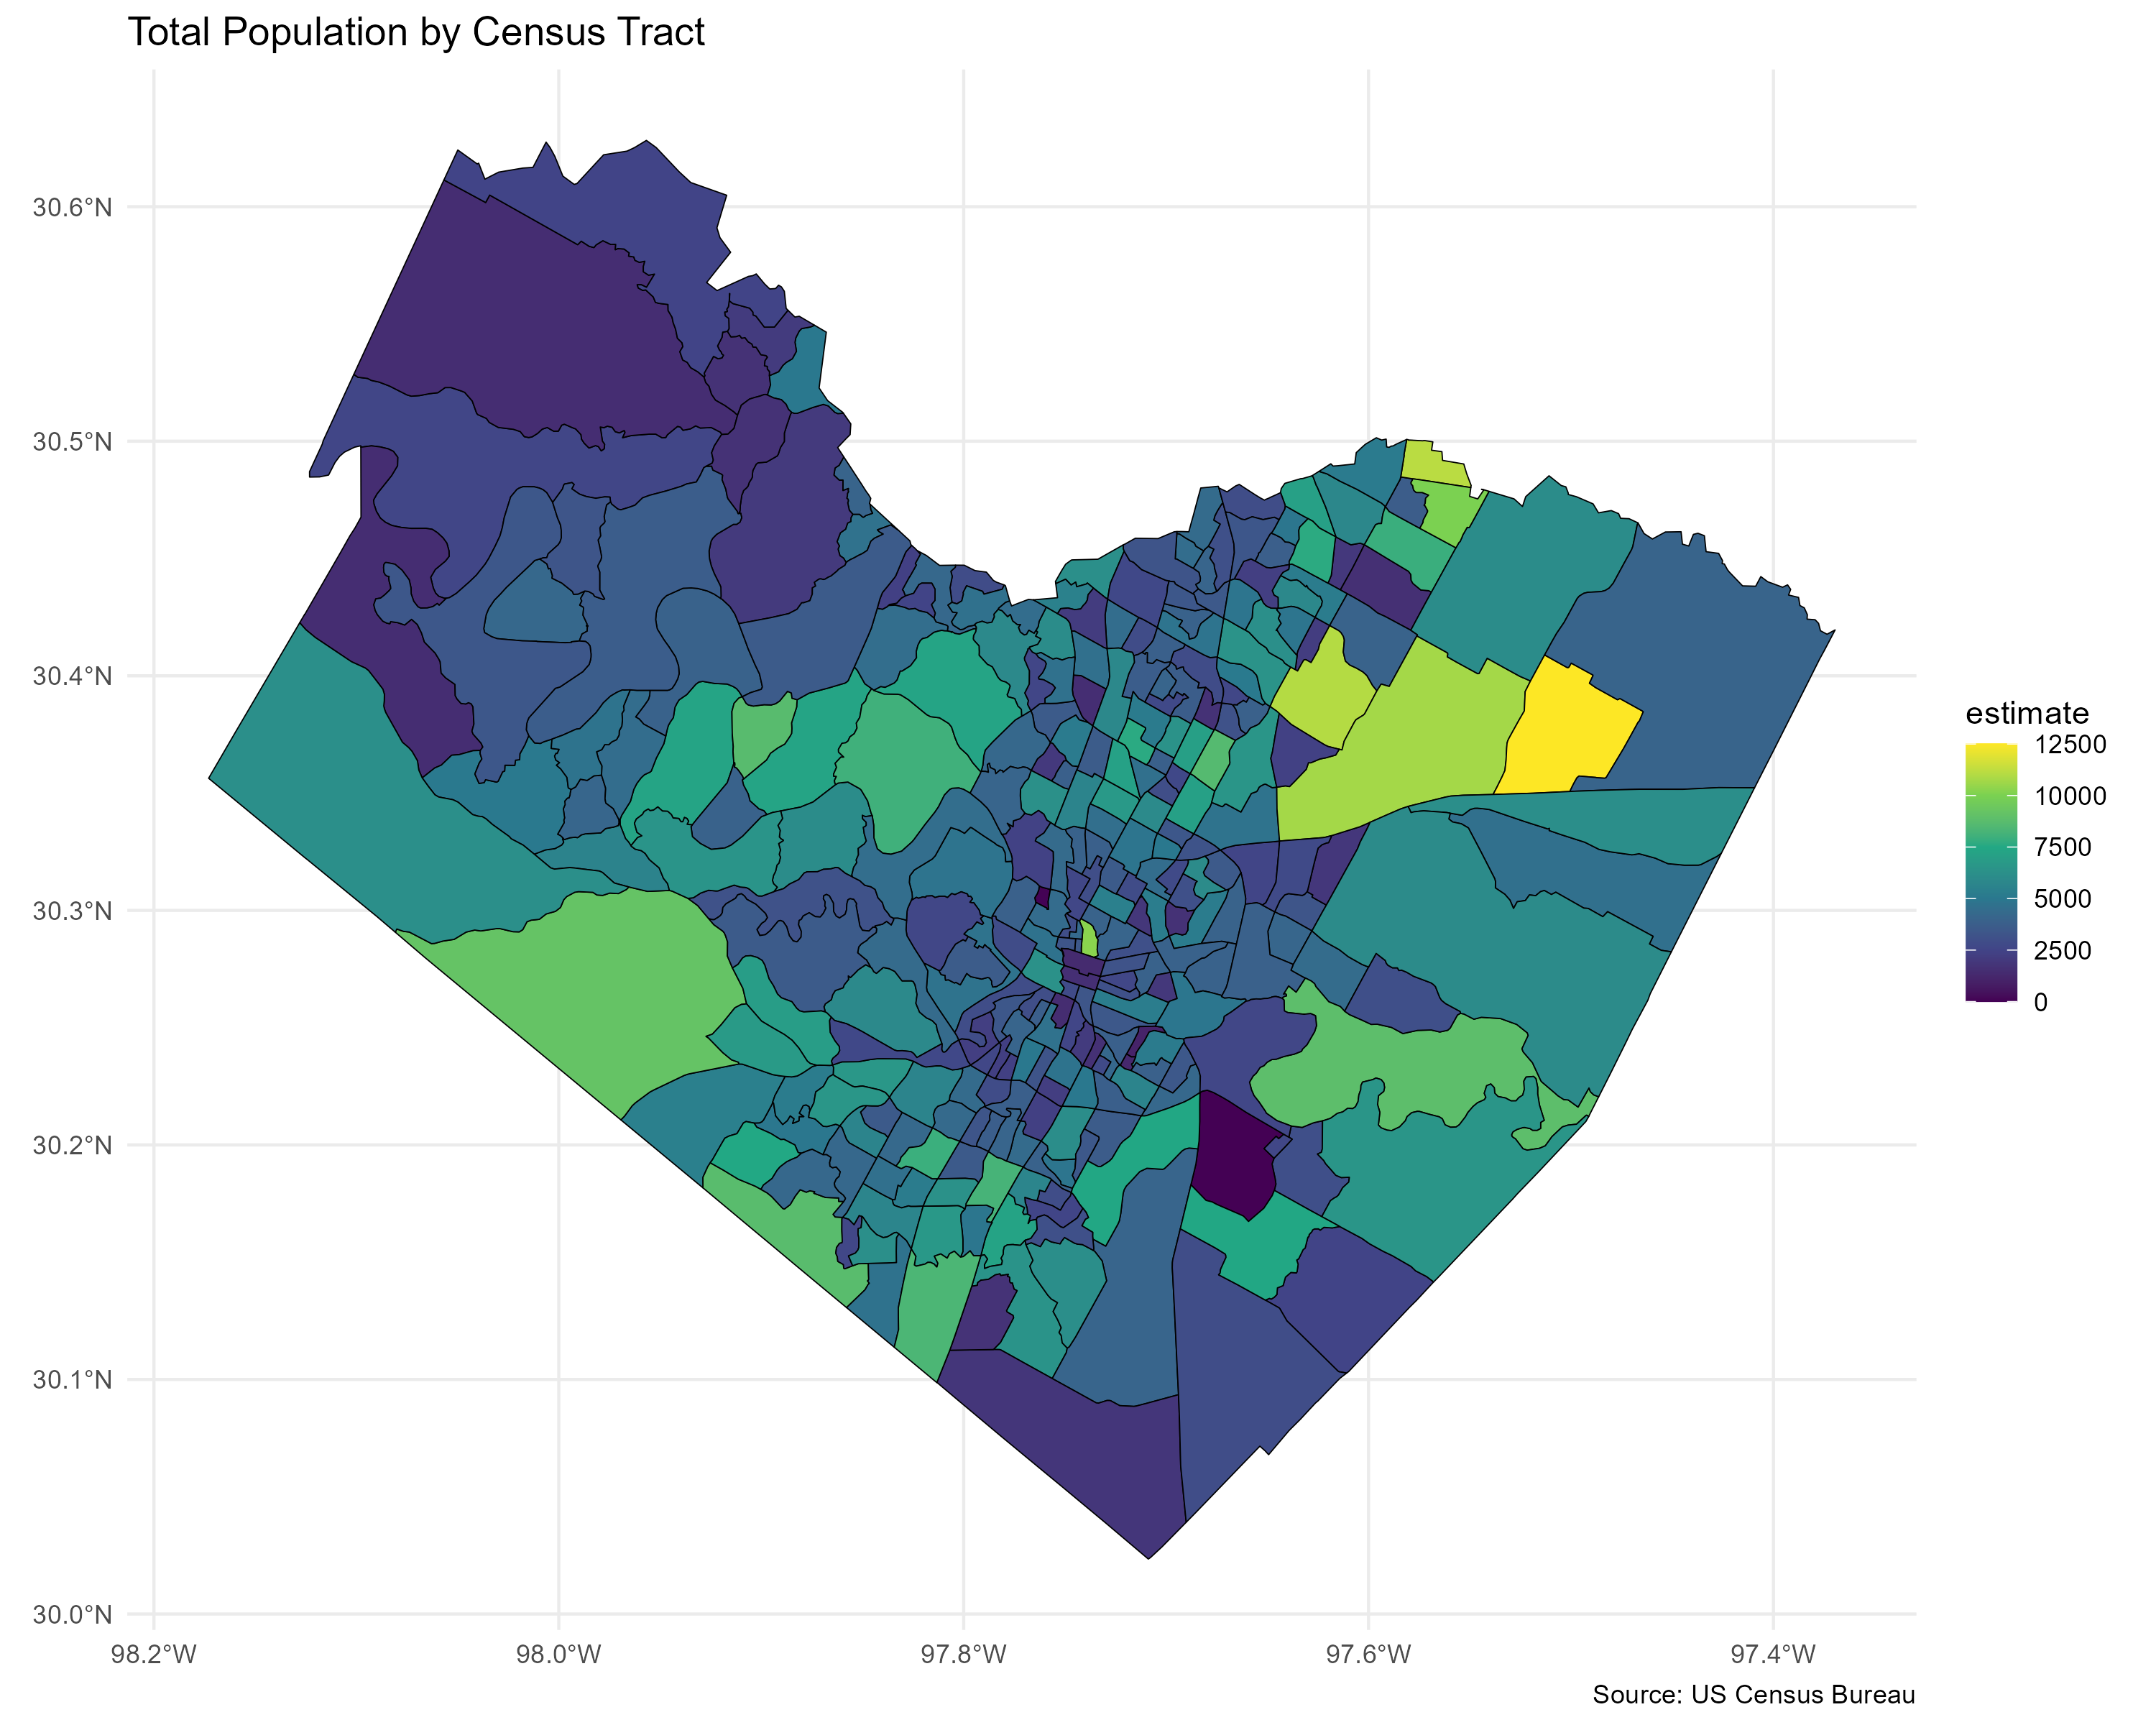 Total Population by Census Tract
30.6°N
30.5°N
30.4°N
30.3°N
30.2°N
30.1°N
30.0°N
98.2°W
98.0°W
97.8°W
97.6°W
97.4°W
estimate
12500
10000
7500
5000
2500
0
Source: US Census Bureau